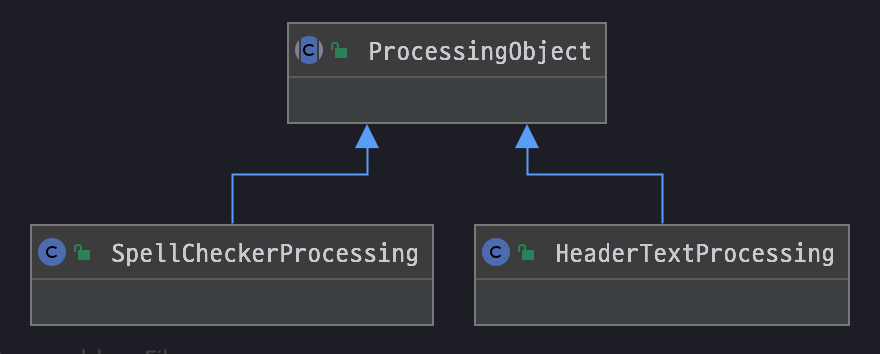 C ProcessingObject
C SpellCheckerProcessing
C HeaderTextProcessing